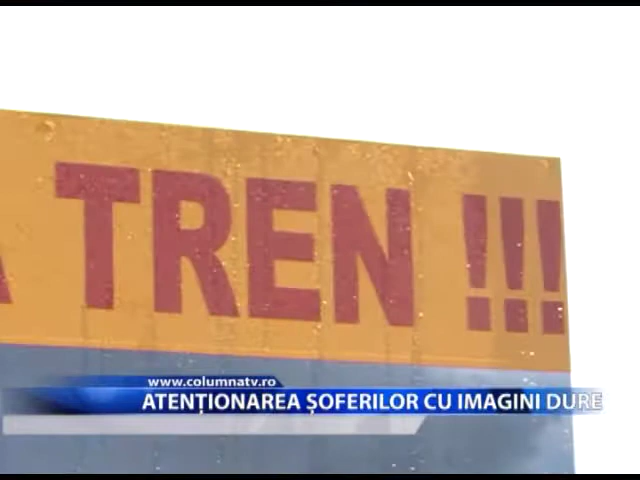 TREN !!!
www.columnatv.ro
ATENȚIONAREA ȘOFERILOR CU IMAGINI DURE